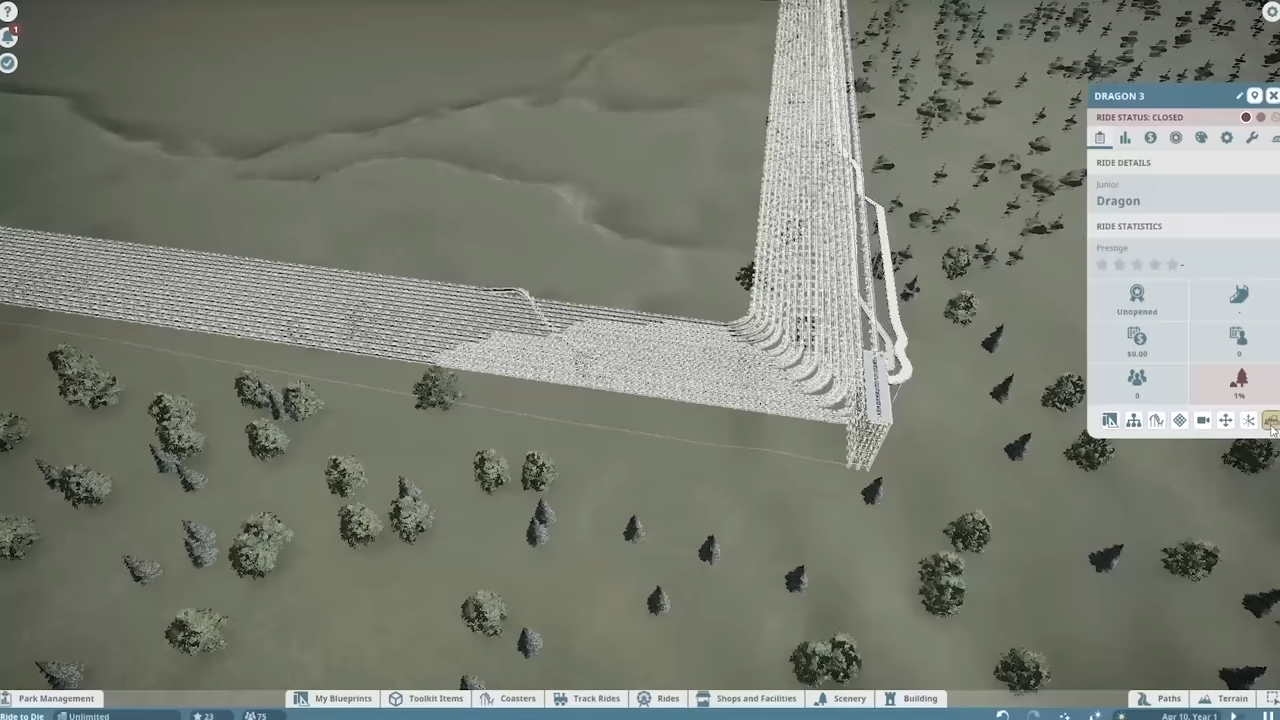 ?
1
DRAGON 3
RIDE STATUS: CLOSED
RIDE DETAILS
Junior
Dragon
RIDE STATISTICS
Prestige
-
Unopened
-
$0.00
0
0
1%
Park Management
My Blueprints
Toolkit Items
Coasters
Track Rides
Rides
Shops and Facilities
Scenery
Building
Paths
Terrain
Ride to Die
Unlimited
23
75
Apr 10, Year 1